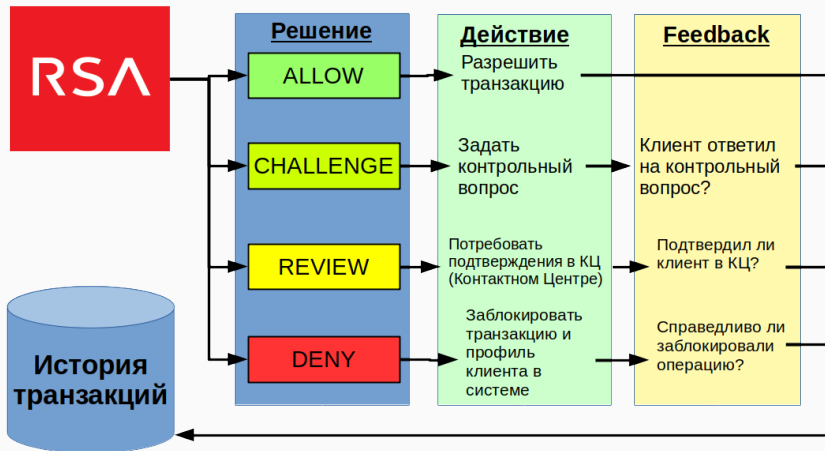 RSA
Решение
Действие
Feedback
ALLOW
Разрешить
транзакцию
CHALLENGE
Задать
контрольный
вопрос
Клиент ответил
на контрольный
вопрос?
REVIEW
Потребовать
подтверждения в КЦ
(Контактном Центре)
Подтвердил ли
клиент в КЦ?
DENY
Заблокировать
транзакцию и
профиль
клиента в
системе
Справедливо ли
заблокировали
операцию?
История
транзакций